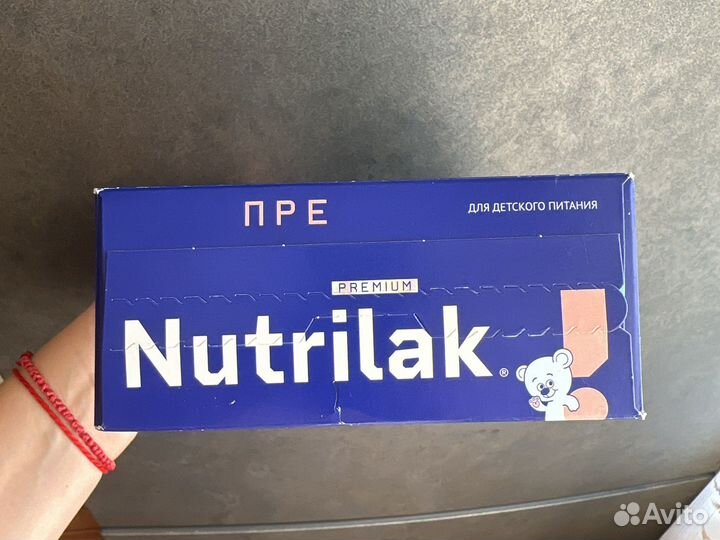 ПРЕ
ДЛЯ ДЕТСКОГО ПИТАНИЯ
PREMIUM
Nutrilak®
Avito